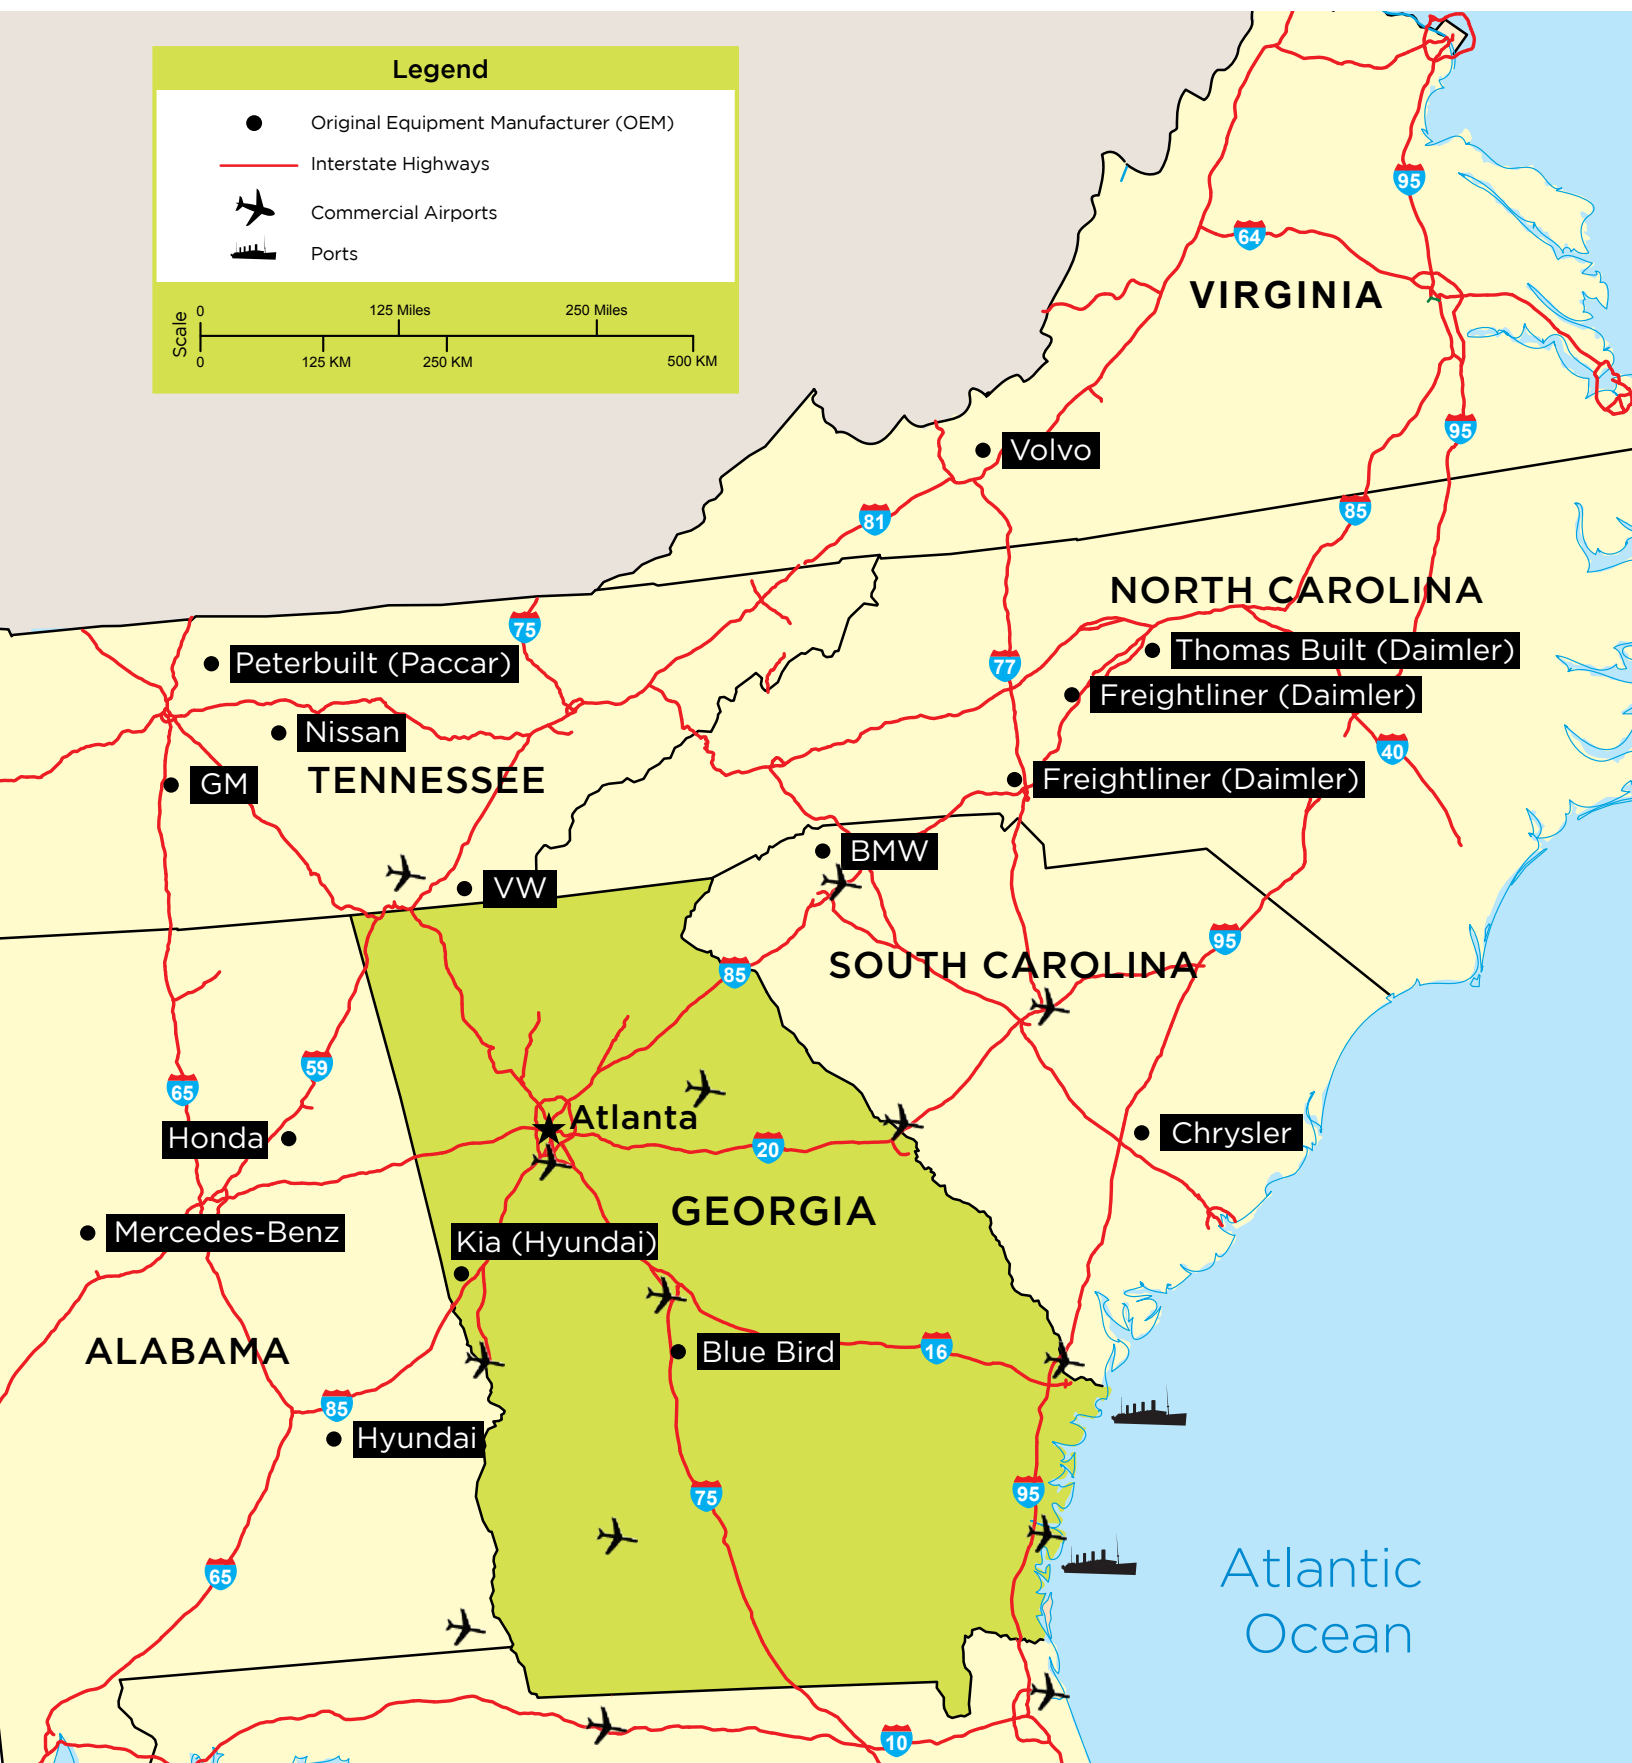 Legend
Original Equipment Manufacturer (OEM)
Interstate Highways
Commercial Airports
Ports
Scale
0
125 Miles
250 Miles
0
125 KM
250 KM
500 KM
95
64
VIRGINIA
95
Volvo
81
85
NORTH CAROLINA
75
Thomas Built (Daimler)
Peterbuilt (Paccar)
77
Freightliner (Daimler)
Nissan
40
GM
TENNESSEE
Freightliner (Daimler)
BMW
VW
95
SOUTH CAROLINA
85
59
65
Atlanta
Honda
20
Chrysler
GEORGIA
Mercedes-Benz
Kia (Hyundai)
ALABAMA
Blue Bird
16
85
Hyundai
75
95
65
Atlantic
Ocean
10